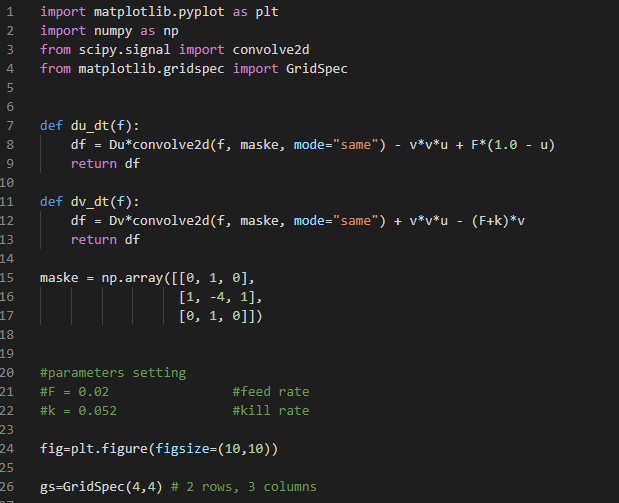 1 import matplotlib.pyplot as plt
2 import numpy as np
3 from scipy.signal import convolve2d
4 from matplotlib.gridspec import GridSpec
5
6
7 def du_dt(f):
8     df = Du*convolve2d(f, maske, mode="same") - v*v*u + F*(1.0 - u)
9     return df
10
11 def dv_dt(f):
12     df = Dv*convolve2d(f, maske, mode="same") + v*v*u - (F+k)*v
13     return df
14
15 maske = np.array([[0, 1, 0],
16                   [1, -4, 1],
17                   [0, 1, 0]])
18
19
20 #parameters setting
21 #F = 0.02                #feed rate
22 #k = 0.052               #kill rate
23
24 fig=plt.figure(figsize=(10,10))
25
26 gs=GridSpec(4,4) # 2 rows, 3 columns